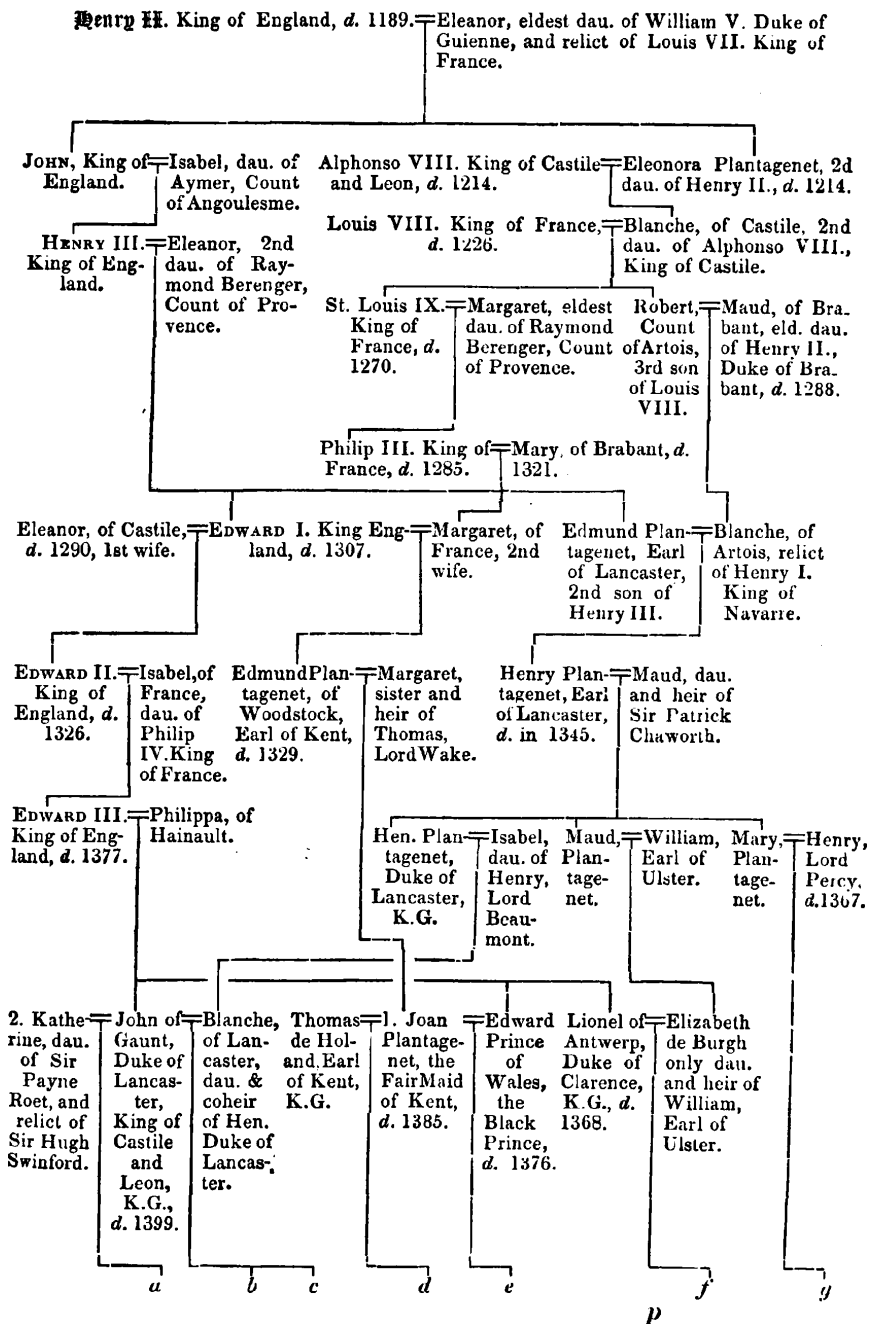 Henry II. King of England, d. 1189.
Eleanor, eldest dau. of William V. Duke of
Guienne, and relict of Louis VII. King of
France.
JOHN, King of
England.
Isabel, dau. of
Aymer, Count
of Angoulesme.
Alphonso VIII. King of Castile
and Leon, d. 1214.
Eleonora Plantagenet, 2d
dau. of Henry II., d. 1214.
HENRY III.
King of Eng-
land.
Eleanor, 2nd
dau. of Ray-
mond Berenger,
Count of Pro-
vence.
Louis VIII. King of France,
d. 1226.
Blanche, of Castile, 2nd
dau. of Alphonso VIII.,
King of Castile.
St. Louis IX.
King of
France, d.
1270.
Margaret, eldest
dau. of Raymond
Berenger, Count
of Provence.
Robert,
Count
of Artois,
3rd son
of Louis
VIII.
Maud, of Bra-
bant, eld. dau.
of Henry II.,
Duke of Bra-
bant, d. 1288.
Philip III. King of
France, d. 1285.
Mary, of Brabant, d.
1321.
Eleanor, of Castile,
d. 1290, 1st wife.
EDWARD I. King Eng-
land, d. 1307.
Margaret, of
France, 2nd
wife.
Edmund Plan-
tagenet, Earl
of Lancaster,
2nd son of
Henry III.
Blanche, of
Artois, relict
of Henry I.
King of
Navarre.
EDWARD II.
King of
England, d.
1326.
Isabel, of
France,
dau. of
Philip
IV. King
of France.
Edmund Plan-
tagenet, of
Woodstock,
Earl of Kent,
d. 1329.
Margaret,
sister and
heir of
Thomas,
Lord Wake.
Henry Plan-
tagenet, Earl
of Lancaster,
d. in 1345.
Maud, dau.
and heir of
Sir Patrick
Chaworth.
EDWARD III.
King of Eng-
land, d. 1377.
Philippa, of
Hainault.
Hen. Plan-
tagenet,
Duke of
Lancaster,
K.G.
Isabel,
dau. of
Henry,
Lord
Beau-
mont.
Maud,
Plan-
tage-
net.
William,
Earl of
Ulster.
Mary,
Plan-
tage-
net.
Henry,
Lord
Percy,
d. 1367.
2. Kathe-
rine, dau.
of Sir
Payne
Roet, and
relict of
Sir Hugh
Swinford.
John of
Gaunt,
Duke of
Lancas-
ter,
King of
Castile
and
Leon,
K.G.,
d. 1399.
Blanche,
of Lan-
caster,
dau. &
coheir
of Hen.
Duke of
Lancas-
ter.
Thomas
de Hol-
and, Earl
of Kent,
K.G.
1. Joan
Plantage-
net, the
Fair Maid
of Kent,
d. 1385.
Edward
Prince
of
Wales,
the
Black
Prince,
d. 1376.
Lionel of
Antwerp,
Duke of
Clarence,
K.G., d.
1368.
Elizabeth
de Burgh
only dau.
and heir of
William,
Earl of
Ulster.
a b c d e f g
p